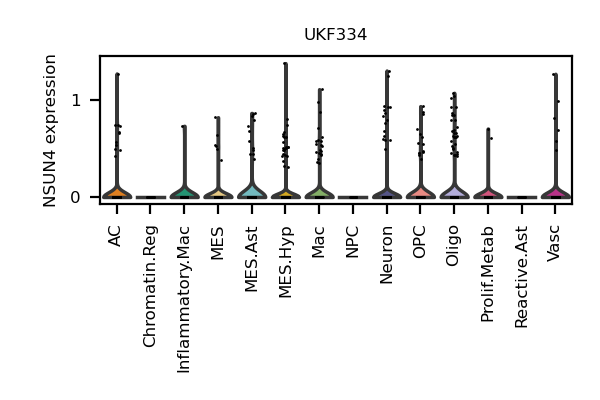 UKF334
NSUN4 expression
1
0
AC
Chromatin.Reg
Inflammatory.Mac
MES
MES.Ast
MES.Hyp
Mac
NPC
Neuron
OPC
Oligo
Prolif.Metab
Reactive.Ast
Vasc